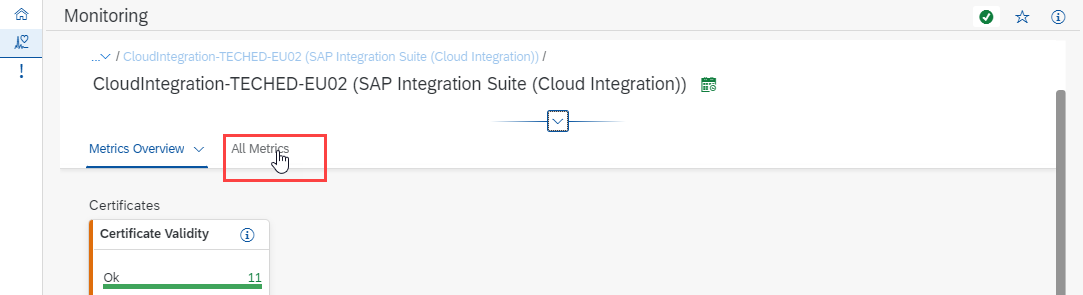 Monitoring
... / CloudIntegration-TECHED-EU02 (SAP Integration Suite (Cloud Integration)) /
CloudIntegration-TECHED-EU02 (SAP Integration Suite (Cloud Integration))
Metrics Overview All Metrics
Certificates
Certificate Validity
Ok 11